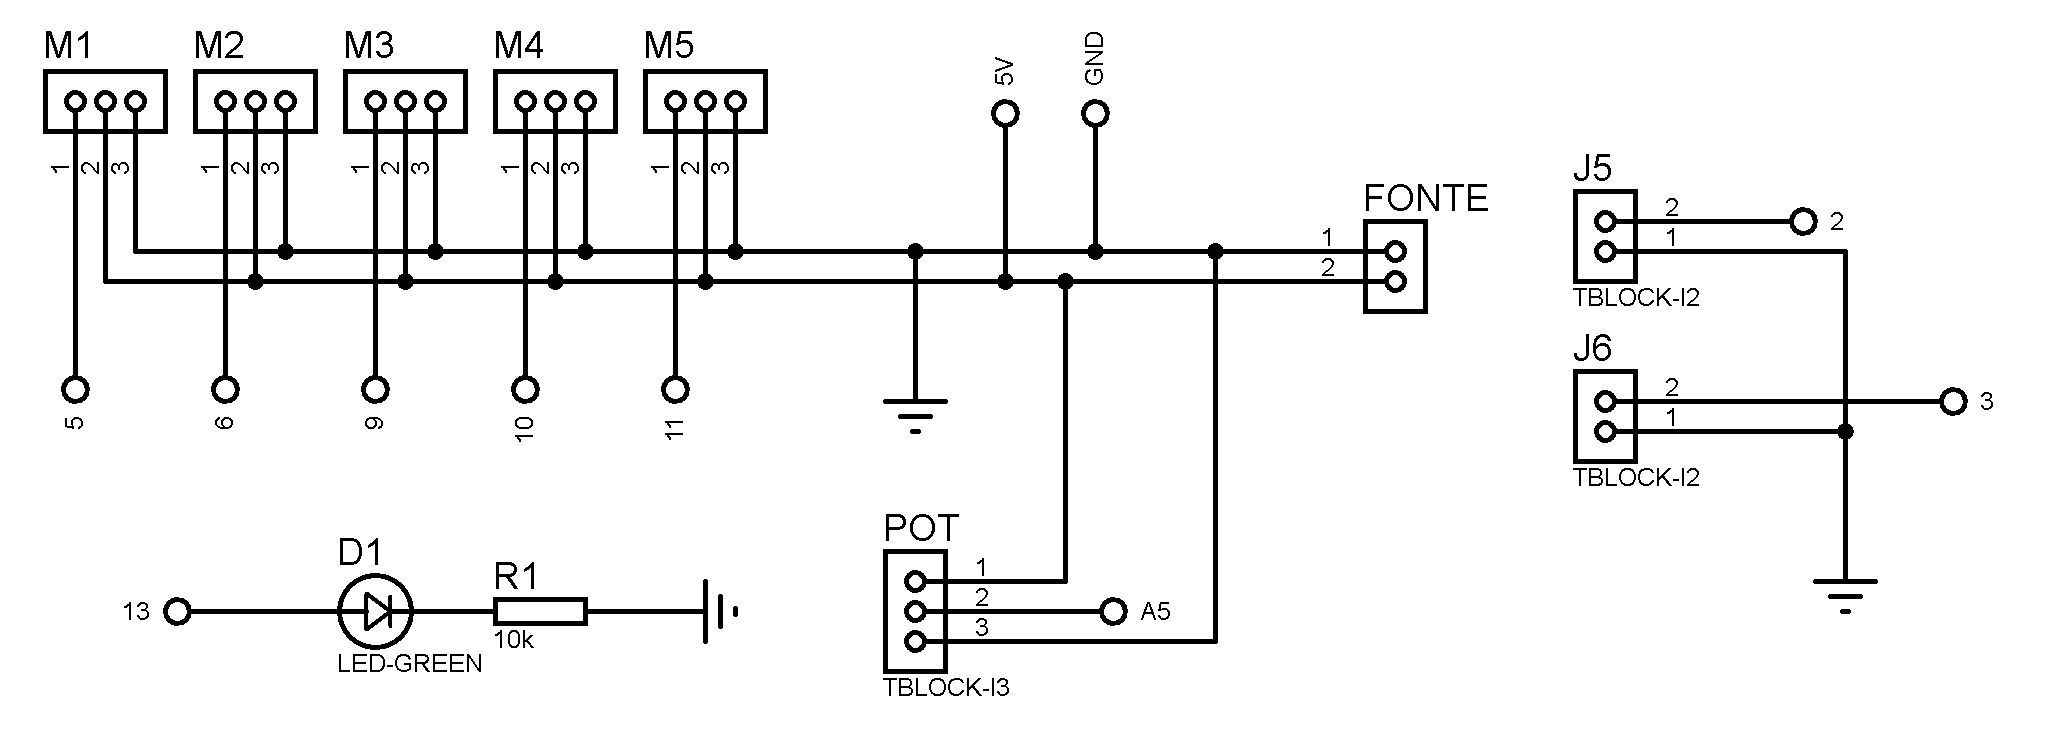 M1 M2 M3 M4 M5
1 2 3 1 2 3 1 2 3 1 2 3 1 2 3
5 6 9 10 11
5V GND
FONTE
1
2
J5
2 2
1
TBLOCK-I2
J6
2 3
1
TBLOCK-I2
13
D1
LED-GREEN
R1
10k
POT
1
2 A5
3
TBLOCK-I3